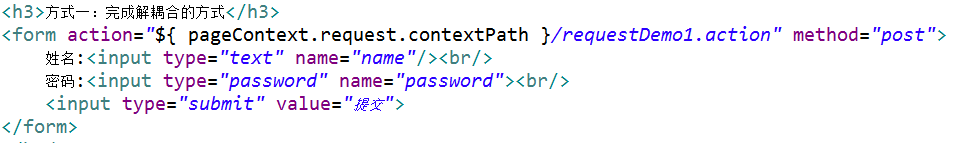 <h3>方式一：完成解耦合的方式</h3>
<form action="${ pageContext.request.contextPath }/requestDemo1.action" method="post">
姓名:<input type="text" name="name"/><br/>
密码:<input type="password" name="password"><br/>
<input type="submit" value="提交">
</form>